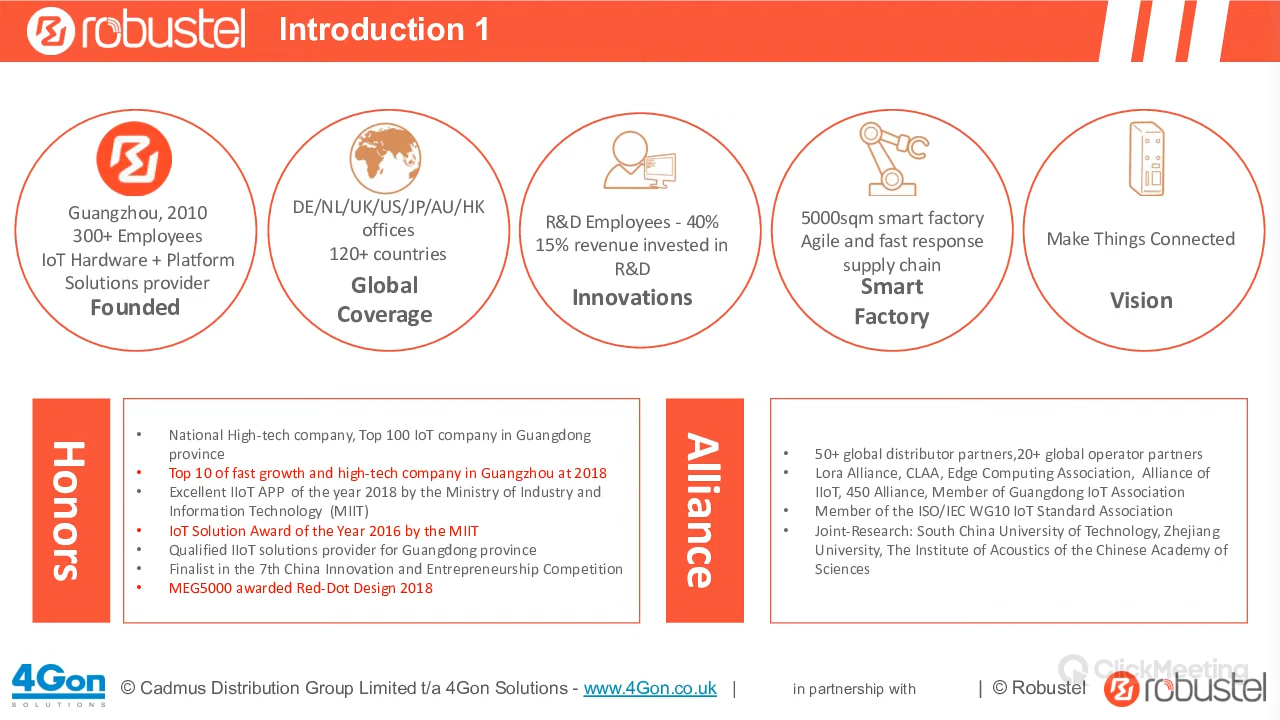 robustel Introduction 1
Guangzhou, 2010
300+ Employees
IoT Hardware + Platform
Solutions provider
Founded
DE/NL/UK/US/JP/AU/HK
offices
120+ countries
Global
Coverage
R&D Employees - 40%
15% revenue invested in
R&D
Innovations
5000sqm smart factory
Agile and fast response
supply chain
Smart
Factory
Make Things Connected
Vision
Honors
• National High-tech company, Top 100 IoT company in Guangdong
province
• Top 10 of fast growth and high-tech company in Guangzhou at 2018
• Excellent IIoT APP of the year 2018 by the Ministry of Industry and
Information Technology (MIIT)
• IoT Solution Award of the Year 2016 by the MIIT
• Qualified IIoT solutions provider for Guangdong province
• Finalist in the 7th China Innovation and Entrepreneurship Competition
• MEG5000 awarded Red-Dot Design 2018
Alliance
• 50+ global distributor partners,20+ global operator partners
• Lora Alliance, CLAA, Edge Computing Association, Alliance of
IIoT, 450 Alliance, Member of Guangdong IoT Association
• Member of the ISO/IEC WG10 IoT Standard Association
• Joint-Research: South China University of Technology, Zhejiang
University, The Institute of Acoustics of the Chinese Academy of
Sciences
ClickMeeting
4Gon
SOLUTIONS
© Cadmus Distribution Group Limited t/a 4Gon Solutions - www.4Gon.co.uk | in partnership with | © Robustel robustel